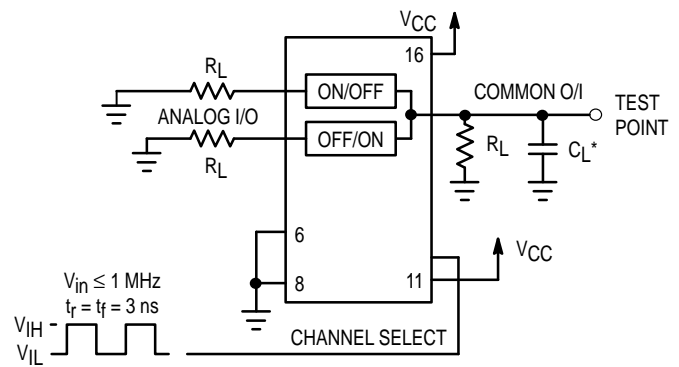 VCC
16
RL
ON/OFF
COMMON O/I
TEST
POINT
ANALOG I/O
OFF/ON
RL
RL
CL*
6
VCC
8
11
Vin ≤ 1 MHz
tr = tf = 3 ns
VIH
VIL
CHANNEL SELECT